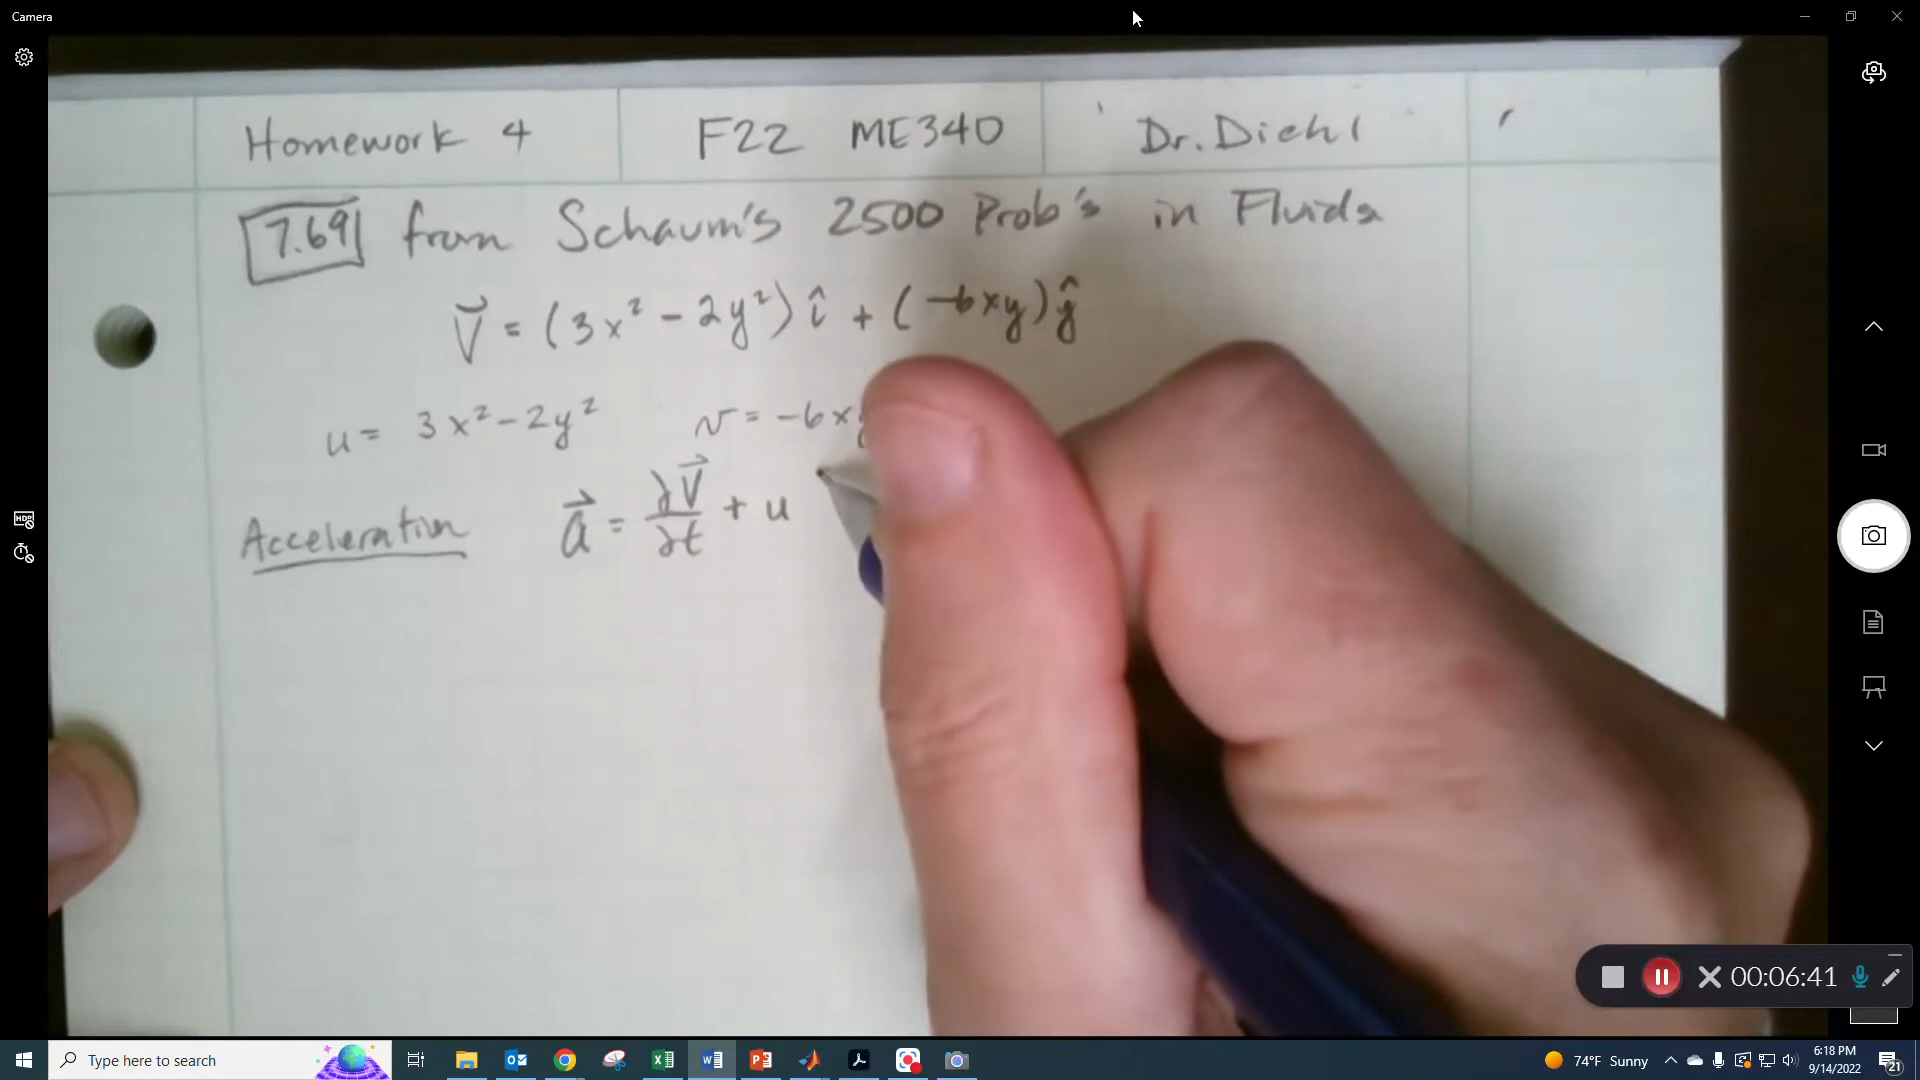 Camera
Homework 4 F22 ME340 Dr. Diehl
7.69 from Schaum's 2500 Prob's in Fluids
V⃗ = (3x² - 2y²) î + (-6xy) ĵ
u = 3x² - 2y² v = -6x
Acceleration a⃗ = ∂V⃗/∂t + u
00:06:41
Type here to search
74°F Sunny
6:18 PM
9/14/2022
21